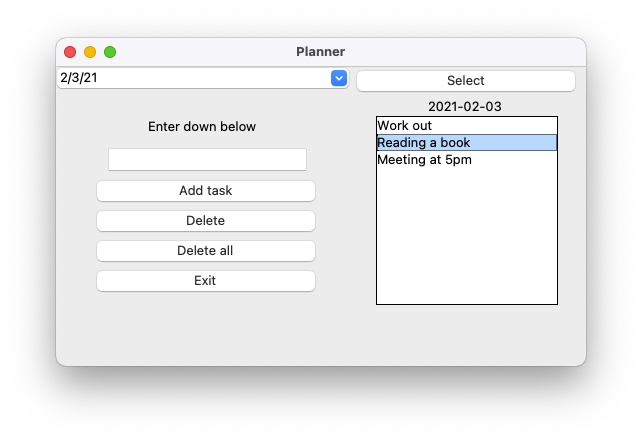 Planner
2/3/21
Select
2021-02-03
Enter down below
Work out
Reading a book
Meeting at 5pm
Add task
Delete
Delete all
Exit